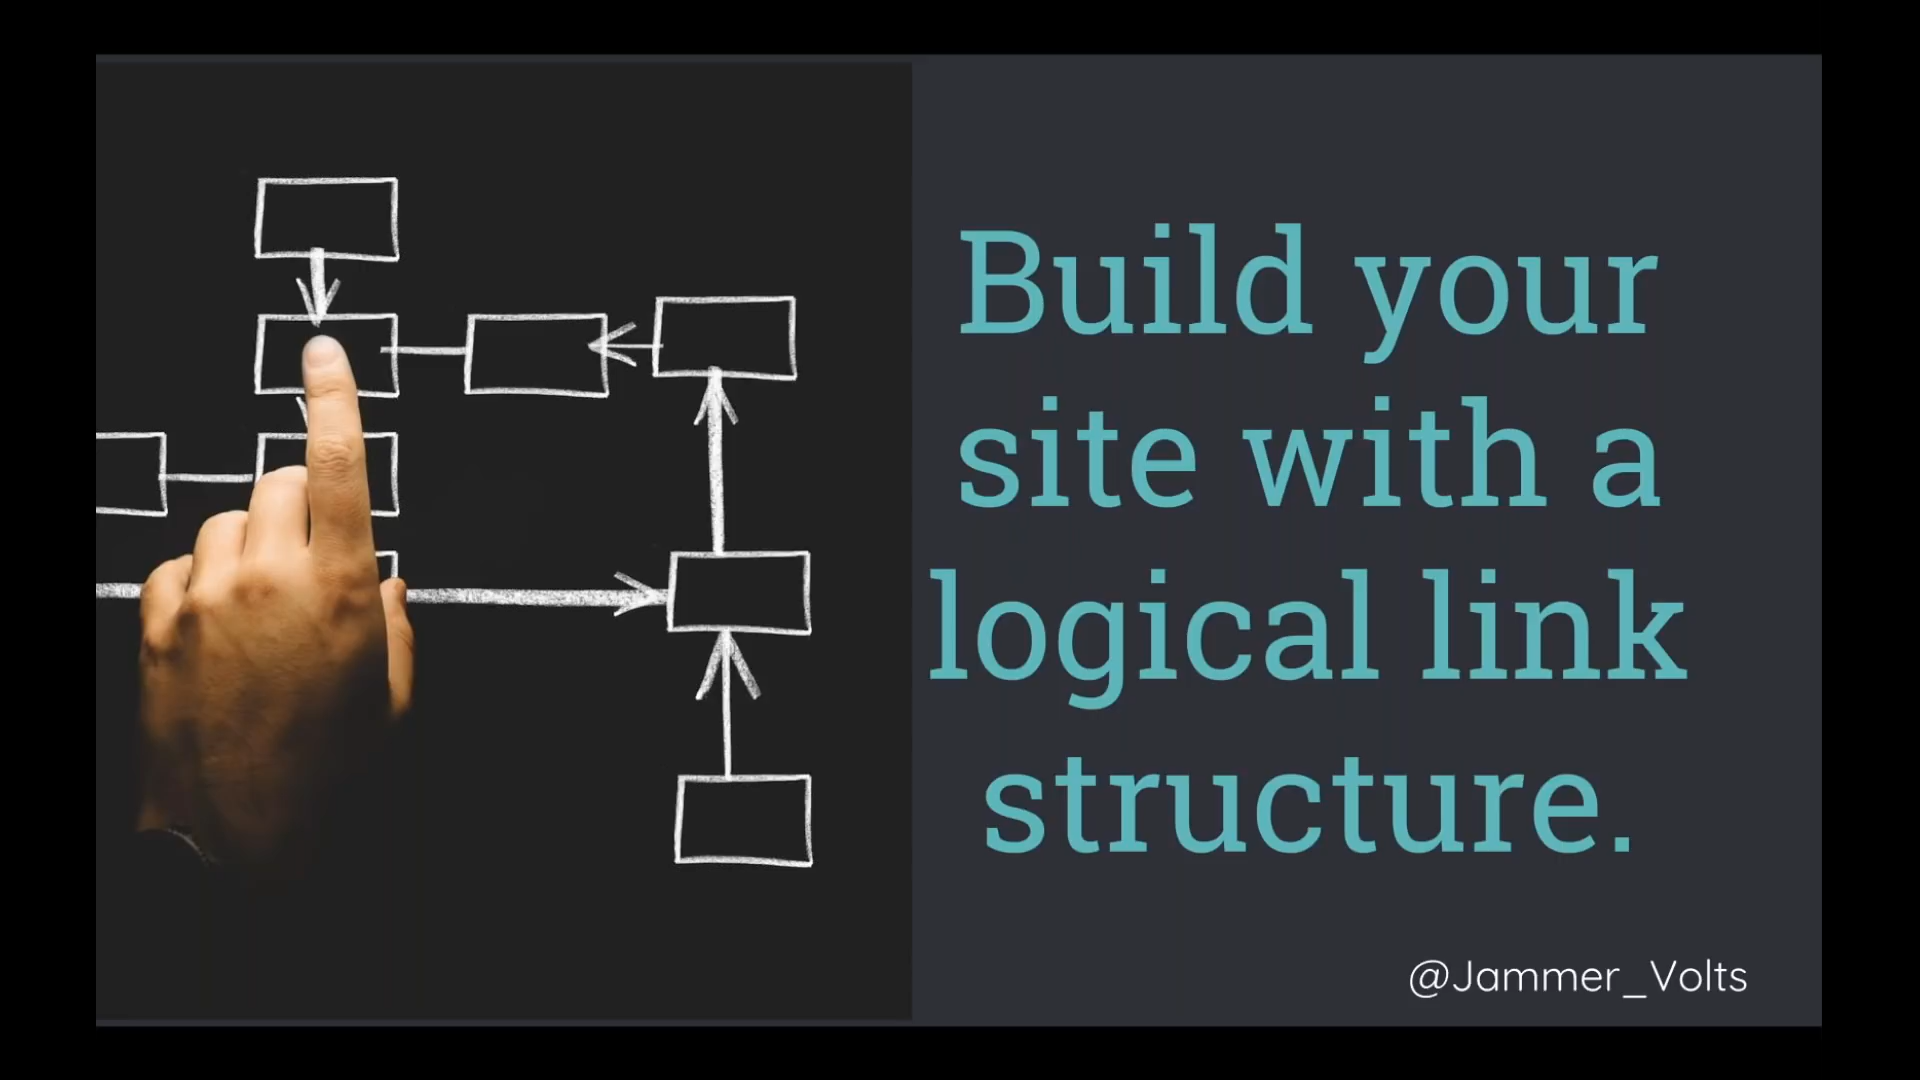 Build your
site with a
logical link
structure.
@Jammer_Volts